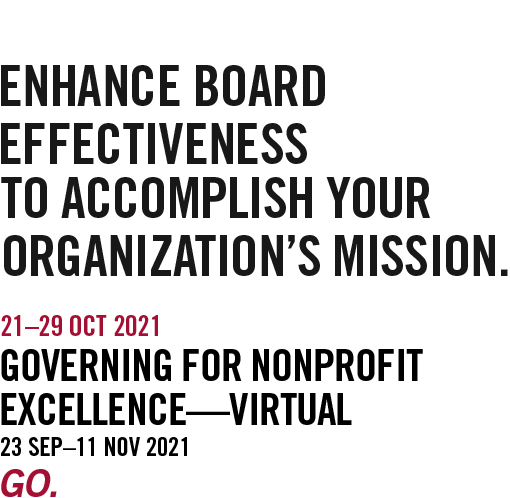 ENHANCE BOARD
EFFECTIVENESS
TO ACCOMPLISH YOUR
ORGANIZATION’S MISSION.
21–29 OCT 2021
GOVERNING FOR NONPROFIT
EXCELLENCE—VIRTUAL
23 SEP–11 NOV 2021
GO.